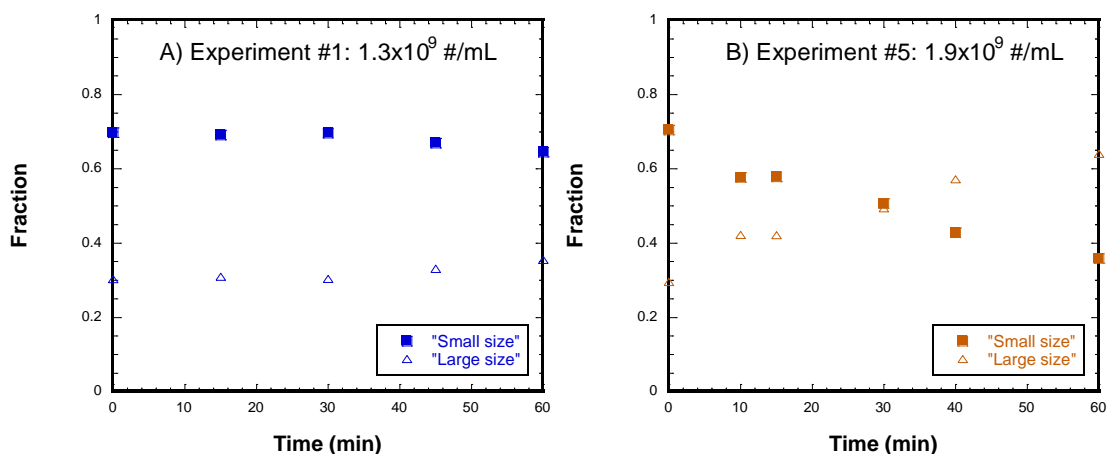 A) Experiment #1: 1.3x10⁹ #/mL
1
0.8
0.6
0.4
0.2
0
Fraction
"Small size"
"Large size"
0 10 20 30 40 50 60
Time (min)
B) Experiment #5: 1.9x10⁹ #/mL
1
0.8
0.6
0.4
0.2
0
Fraction
"Small size"
"Large size"
0 10 20 30 40 50 60
Time (min)